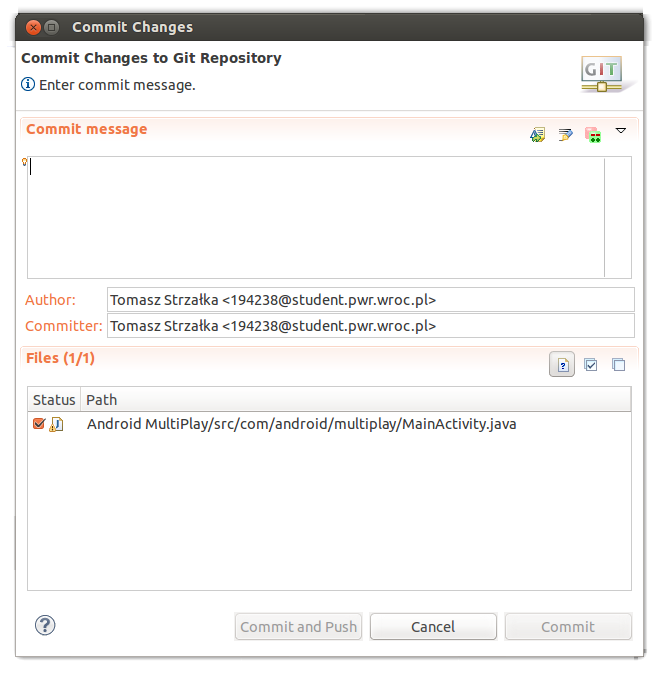 Commit Changes
Commit Changes to Git Repository
Enter commit message.
GIT
Commit message
Author: Tomasz Strzałka <194238@student.pwr.wroc.pl>
Committer: Tomasz Strzałka <194238@student.pwr.wroc.pl>
Files (1/1)
Status Path
Android MultiPlay/src/com/android/multiplay/MainActivity.java
Commit and Push Cancel Commit